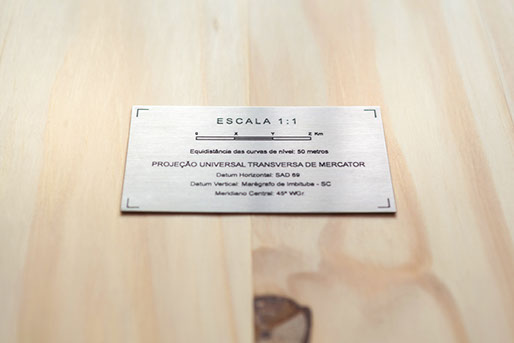 ESCALA 1:1
X Y Z Km
Equidistância das curvas de nível: 50 metros
PROJEÇÃO UNIVERSAL TRANSVERSA DE MERCATOR
Datum Horizontal: SAD 69
Datum Vertical: Marégrafo de Imbituba - SC
Meridiano Central: 45º WGr.